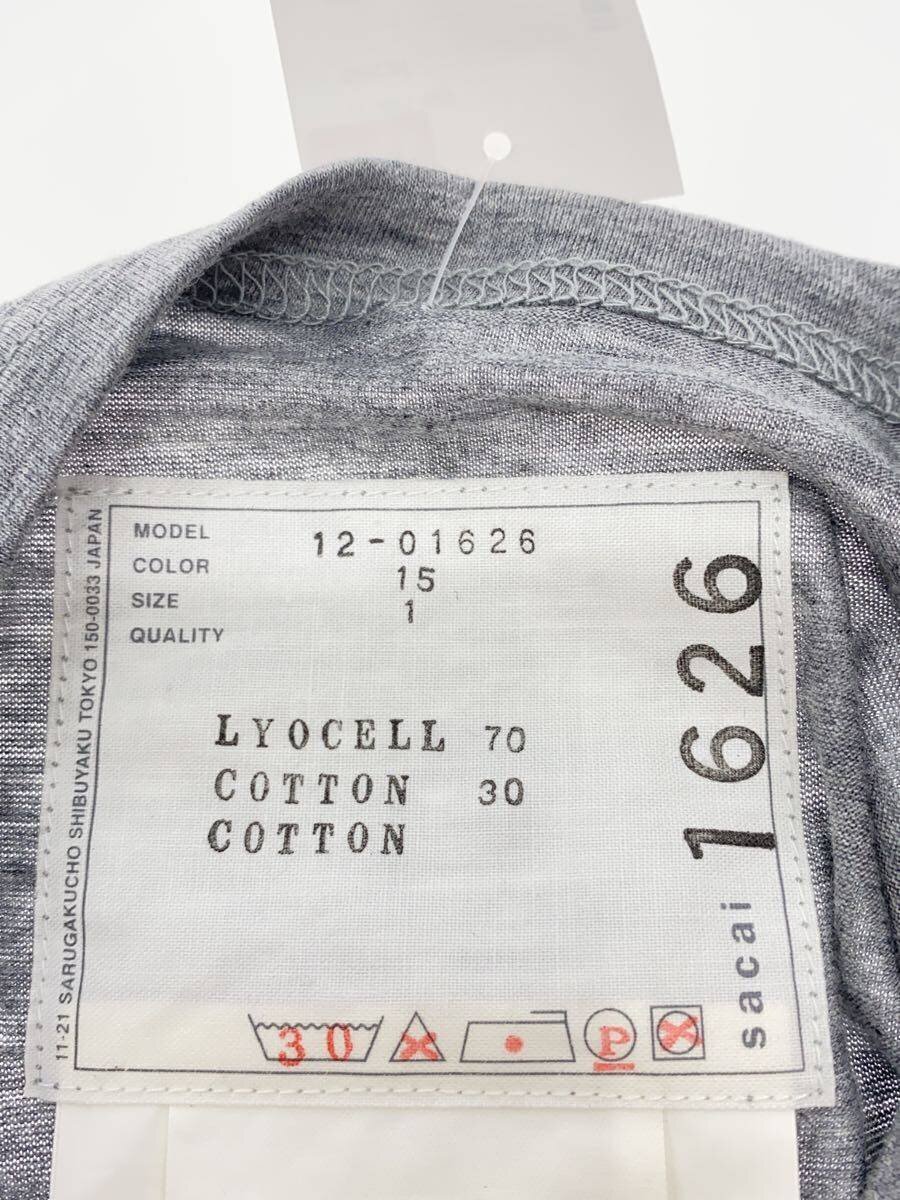 MODEL 12-01626
COLOR 15
SIZE 1
QUALITY
LYOCELL 70
COTTON 30
COTTON
30 P
sacai 1626
11-21 SARUGAKUCHO SHIBUYAKU TOKYO 150-0033 JAPAN